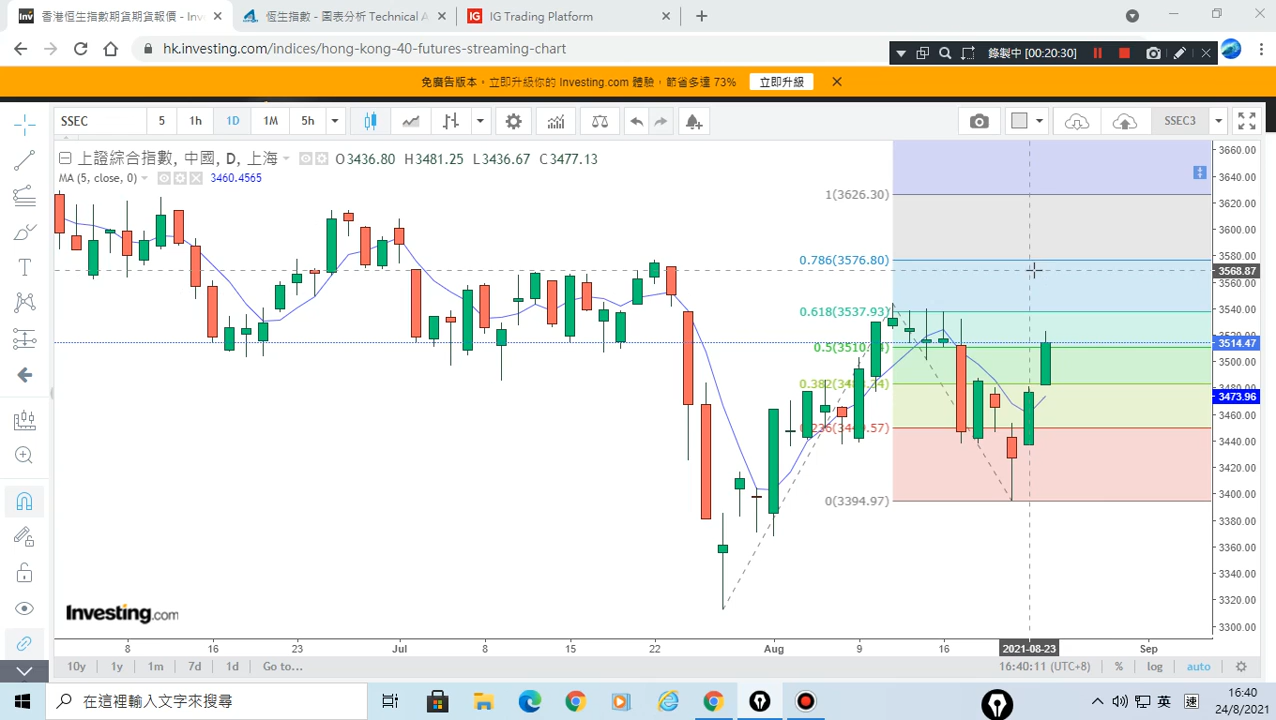 香港恒生指數期貨期貨報價 - Inv
恆生指數 - 圖表分析 Technical A
IG Trading Platform
hk.investing.com/indices/hong-kong-40-futures-streaming-chart
錄製中 [00:20:30]
免廣告版本。立即升級你的 Investing.com 體驗，節省多達 73%
立即升級
SSEC
5
1h
1D
1M
5h
SSEC3
上證綜合指數, 中國, D, 上海
O3436.80 H3481.25 L3436.67 C3477.13
MA (5, close, 0)
3460.4565
1(3626.30)
0.786(3576.80)
0.618(3537.93)
0(3394.97)
3660.00
3640.00
3620.00
3600.00
3580.00
3568.87
3560.00
3540.00
3514.47
3500.00
3473.96
3460.00
3440.00
3420.00
3400.00
3380.00
3360.00
3340.00
3320.00
3300.00
Investing.com
8 16 23 Jul 8 15 22 Aug 9 16 2021-08-23 Sep
10y 1y 1m 7d 1d Go to... 16:40:11 (UTC+8) % log auto
在這裡輸入文字來搜尋
英
16:40
24/8/2021